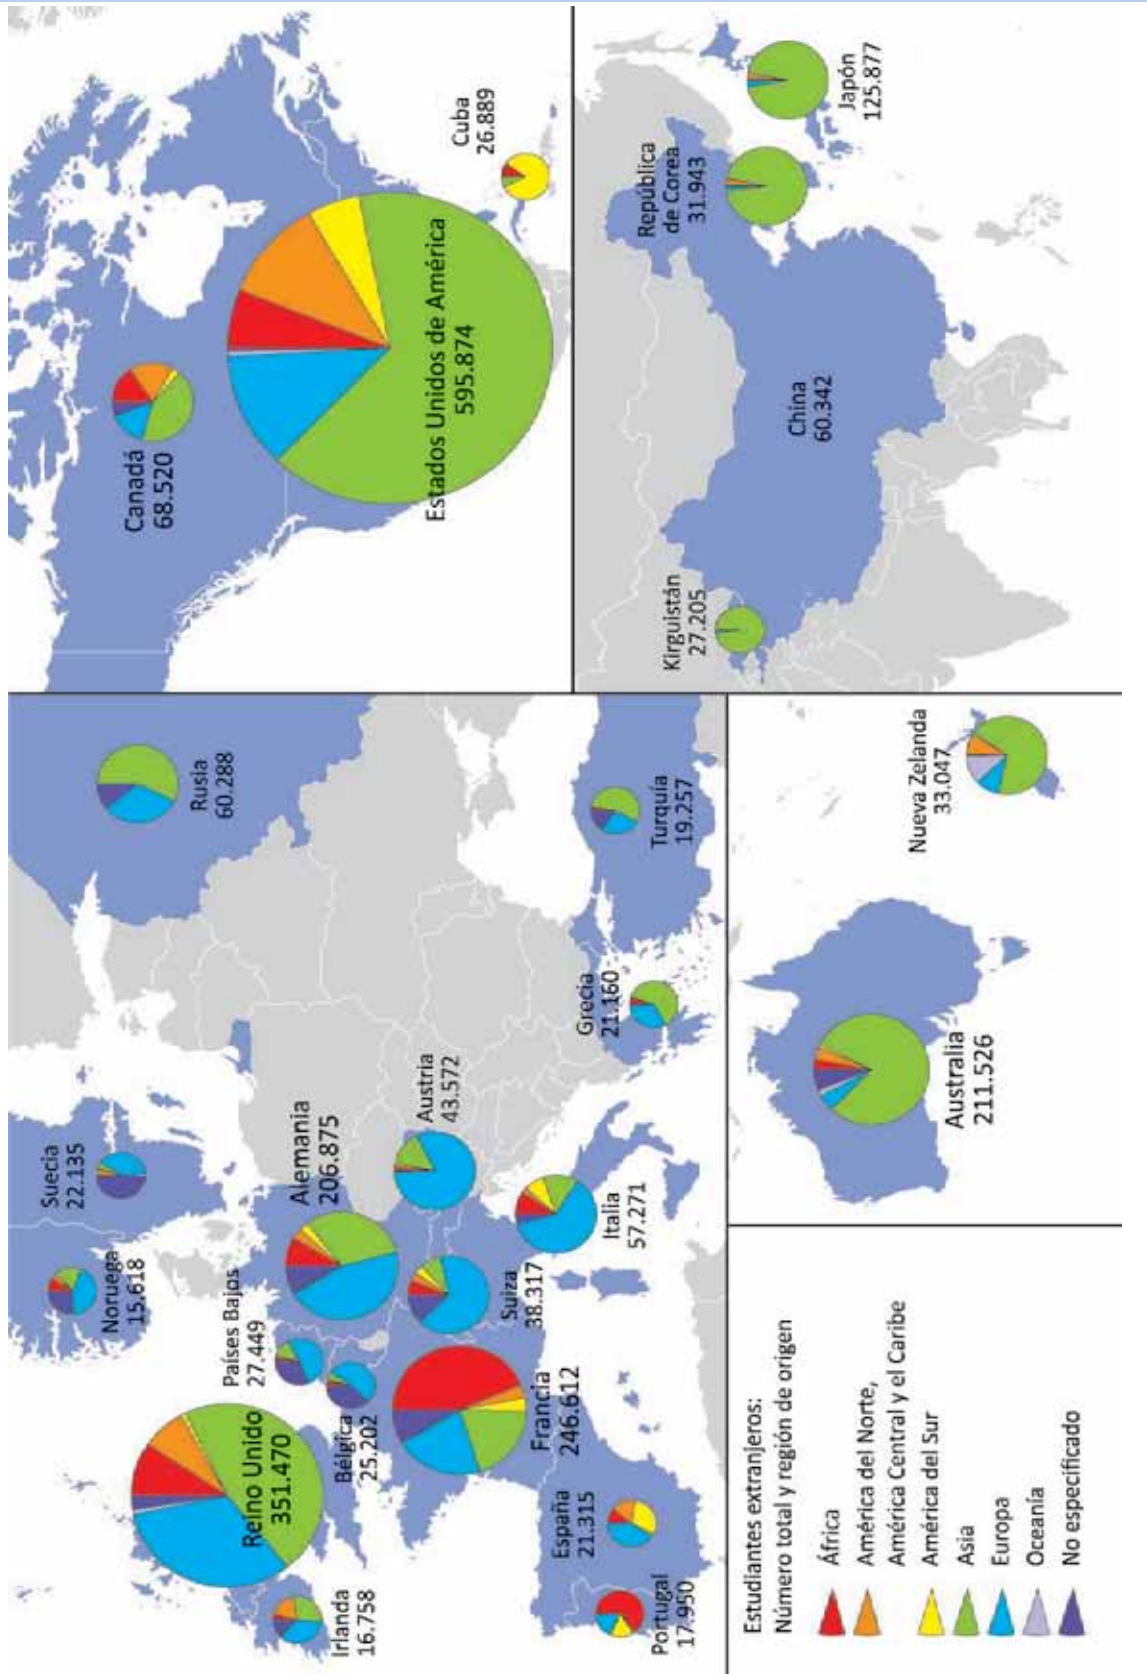 Suecia
22.135
Noruega
15.618
Países Bajos
27.449
Reino Unido
351.470
Irlanda
16.758
Bélgica
25.202
Alemania
206.875
Austria
43.572
Suiza
38.317
Italia
57.271
Francia
246.612
España
21.315
Portugal
17.950
Rusia
60.288
Turquía
19.257
Grecia
21.160
Canadá
68.520
Estados Unidos de América
595.874
Cuba
26.889
República
de Corea
31.943
Japón
125.877
China
60.342
Kirguistán
27.205
Australia
211.526
Nueva Zelanda
33.047
Estudiantes extranjeros:
Número total y región de origen
África
América del Norte,
América Central y el Caribe
América del Sur
Asia
Europa
Oceanía
No especificado